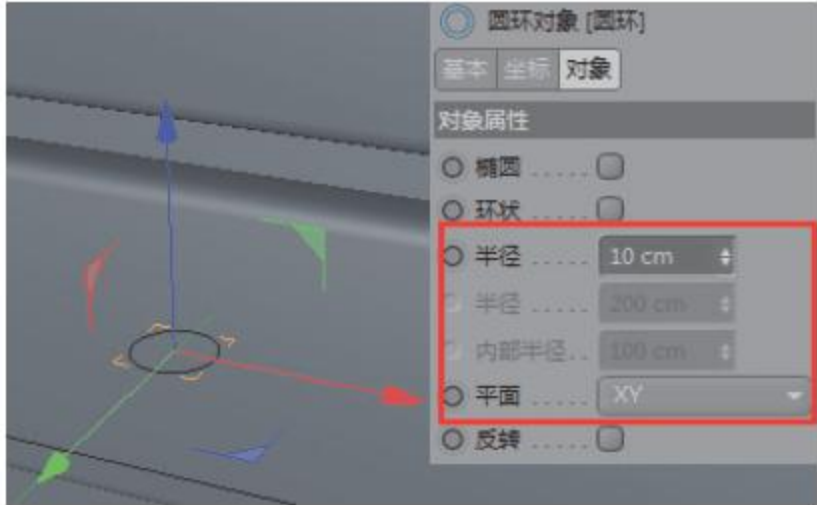 圆环对象 [圆环]
基本 坐标 对象
对象属性
椭圆 .....
环状 .....
半径 ..... 10 cm
半径 ..... 200 cm
内部半径.. 100 cm
平面 ..... XY
反转 .....